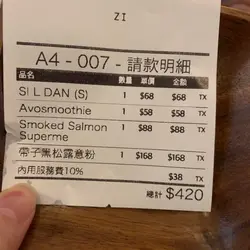 ZI
A4 - 007 - 請款明細
品名 數量 單價 金額
SI L DAN (S) 1 $68 $68 TX
Avosmoothie 1 $58 $58 TX
Smoked Salmon 1 $88 $88 TX
Superme
帶子黑松露意粉 1 $168 $168 TX
內用服務費10% $38 TX
總計 $420